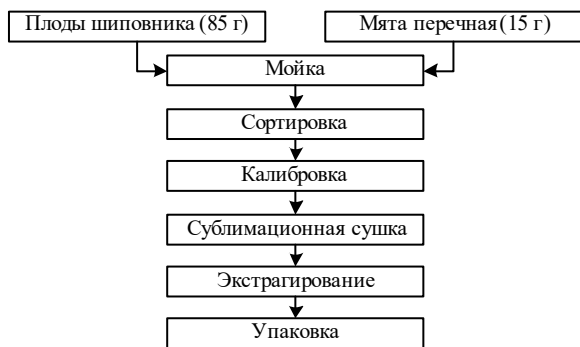 Плоды шиповника (85 г)
Мята перечная (15 г)
Мойка
Сортировка
Калибровка
Сублимационная сушка
Экстрагирование
Упаковка